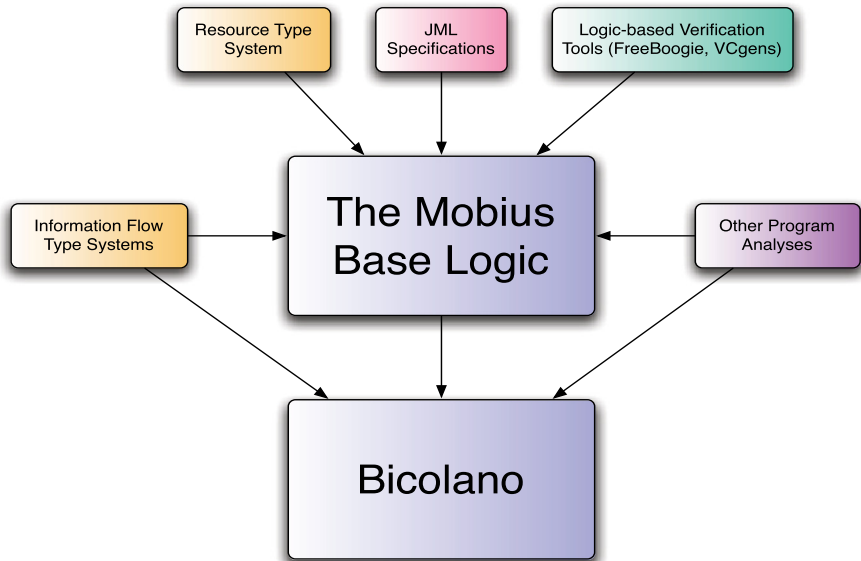 Resource Type
System
JML
Specifications
Logic-based Verification
Tools (FreeBoogie, VCgens)
The Mobius
Base Logic
Information Flow
Type Systems
Other Program
Analyses
Bicolano